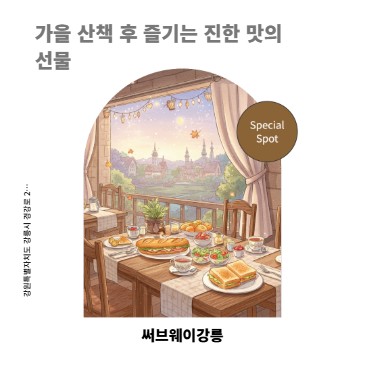 가을 산책 후 즐기는 진한 맛의
선물
Special
Spot
강원특별자치도 강릉시 경강로 2…
써브웨이강릉